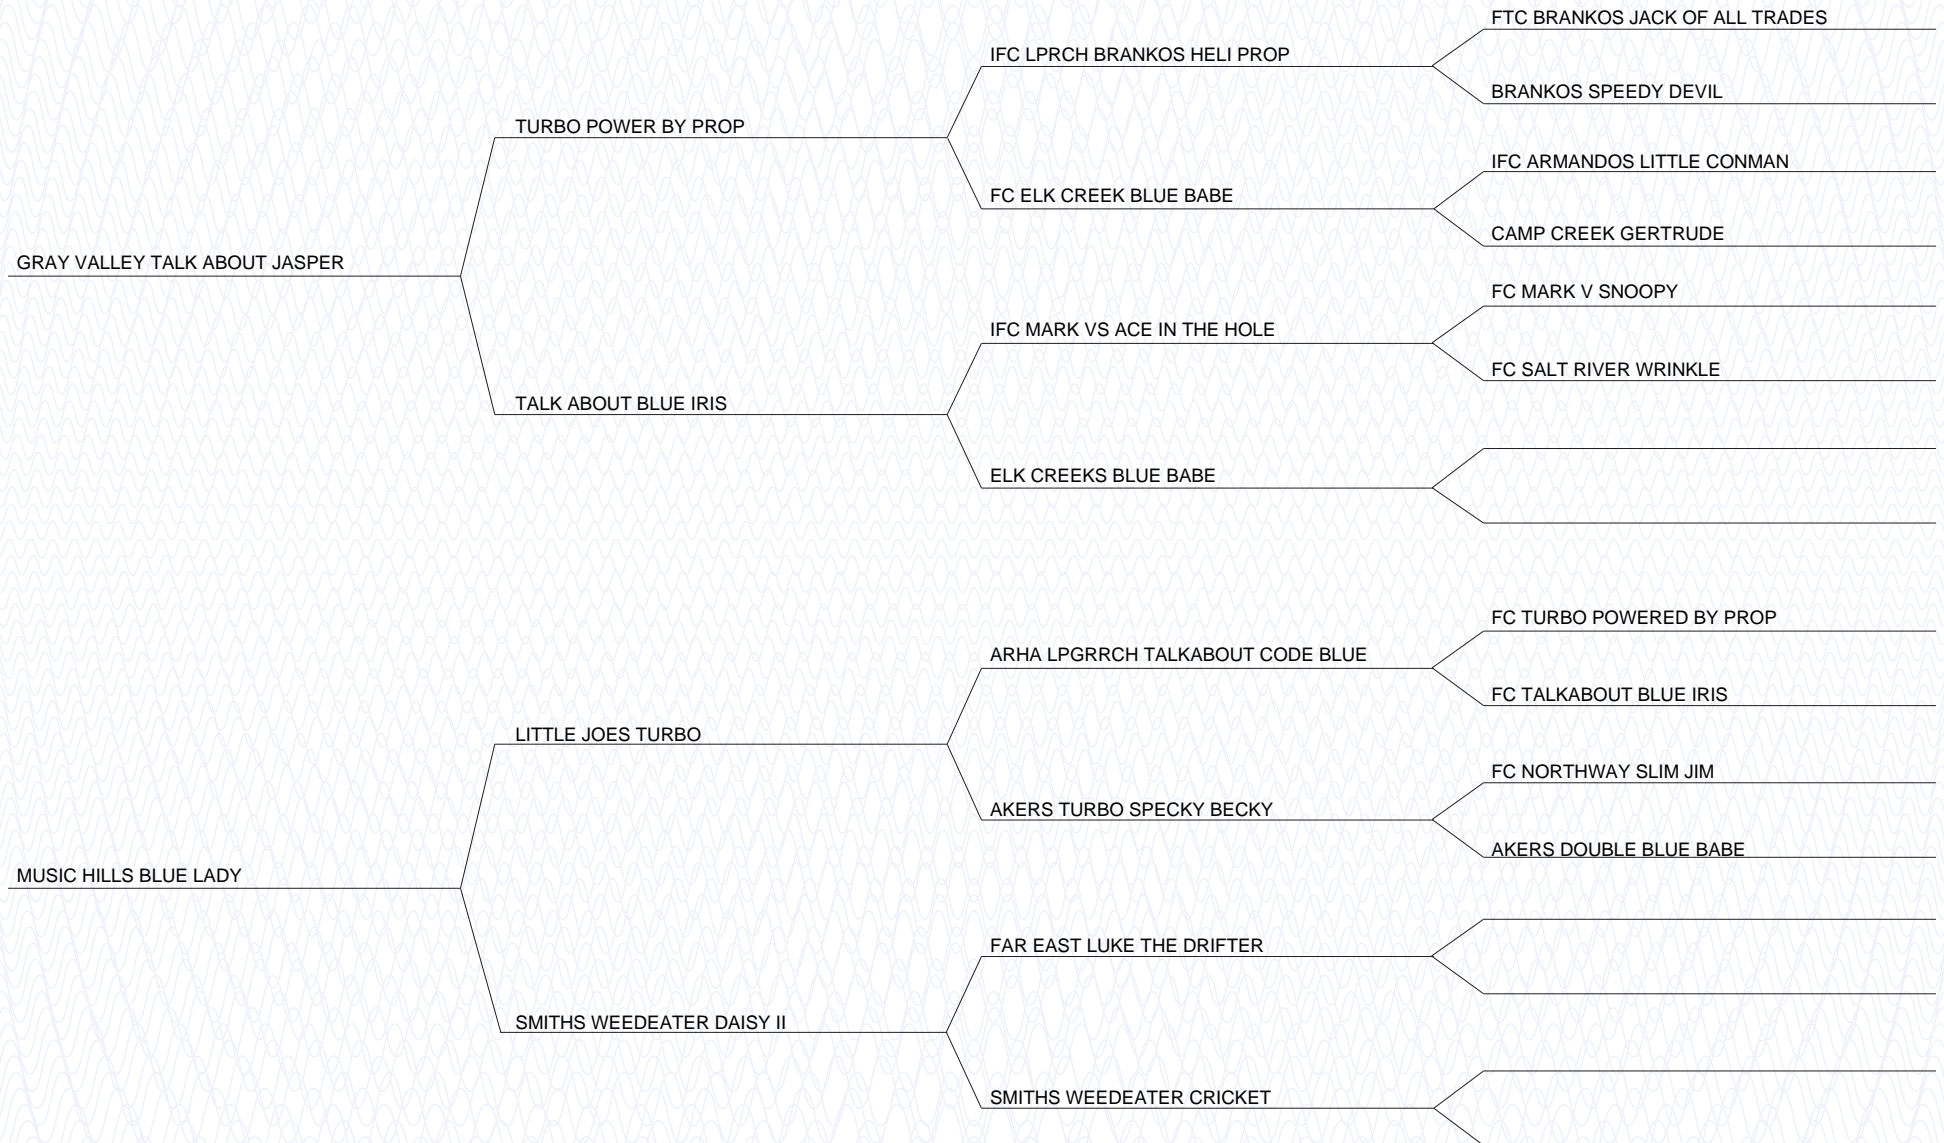 FTC BRANKOS JACK OF ALL TRADES
IFC LPRCH BRANKOS HELI PROP
BRANKOS SPEEDY DEVIL
TURBO POWER BY PROP
IFC ARMANDOS LITTLE CONMAN
FC ELK CREEK BLUE BABE
CAMP CREEK GERTRUDE
GRAY VALLEY TALK ABOUT JASPER
FC MARK V SNOOPY
IFC MARK VS ACE IN THE HOLE
FC SALT RIVER WRINKLE
TALK ABOUT BLUE IRIS
ELK CREEKS BLUE BABE
FC TURBO POWERED BY PROP
ARHA LPGRRCH TALKABOUT CODE BLUE
FC TALKABOUT BLUE IRIS
LITTLE JOES TURBO
FC NORTHWAY SLIM JIM
AKERS TURBO SPECKY BECKY
AKERS DOUBLE BLUE BABE
MUSIC HILLS BLUE LADY
FAR EAST LUKE THE DRIFTER
SMITHS WEEDEATER DAISY II
SMITHS WEEDEATER CRICKET